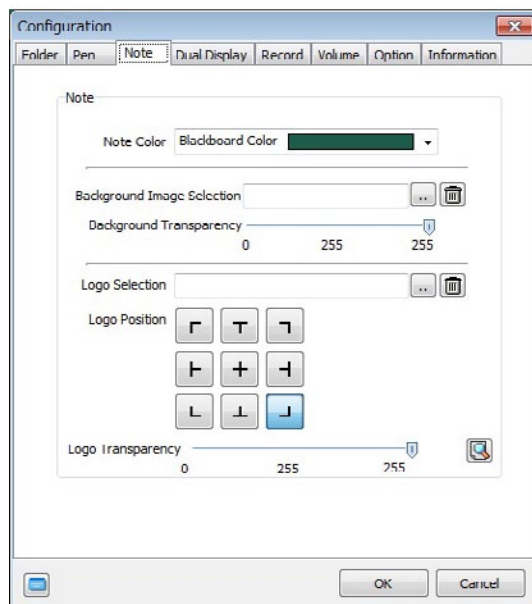 Configuration
Folder Pen Note Dual Display Record Volume Option Information
Note
Note Color Blackboard Color
Background Image Selection ..
Background Transparency
0 255 255
Logo Selection ..
Logo Position
Logo Transparency
0 255 255
OK Cancel